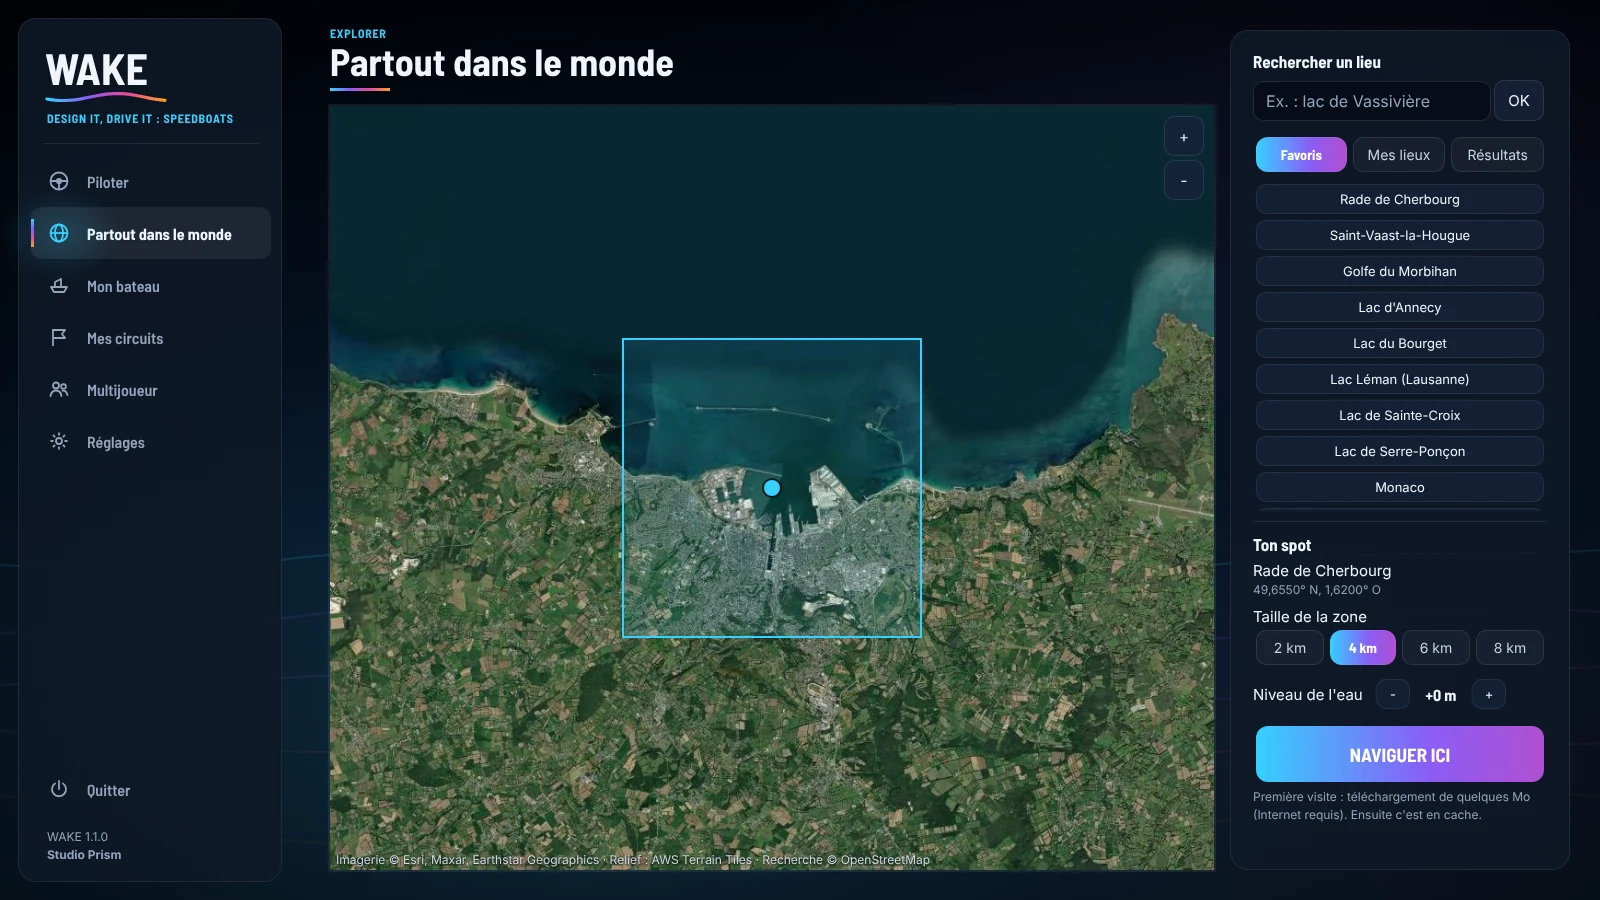 WAKE
DESIGN IT, DRIVE IT : SPEEDBOATS
Piloter
Partout dans le monde
Mon bateau
Mes circuits
Multijoueur
Réglages
Quitter
WAKE 1.1.0
Studio Prism
EXPLORER
Partout dans le monde
+
-
Imagerie © Esri, Maxar, Earthstar Geographics · Relief : AWS Terrain Tiles · Recherche © OpenStreetMap
Rechercher un lieu
Ex. : lac de Vassivière
OK
Favoris
Mes lieux
Résultats
Rade de Cherbourg
Saint-Vaast-la-Hougue
Golfe du Morbihan
Lac d'Annecy
Lac du Bourget
Lac Léman (Lausanne)
Lac de Sainte-Croix
Lac de Serre-Ponçon
Monaco
Ton spot
Rade de Cherbourg
49,6550° N, 1,6200° O
Taille de la zone
2 km
4 km
6 km
8 km
Niveau de l'eau
-
+0 m
+
NAVIGUER ICI
Première visite : téléchargement de quelques Mo
(Internet requis). Ensuite c'est en cache.